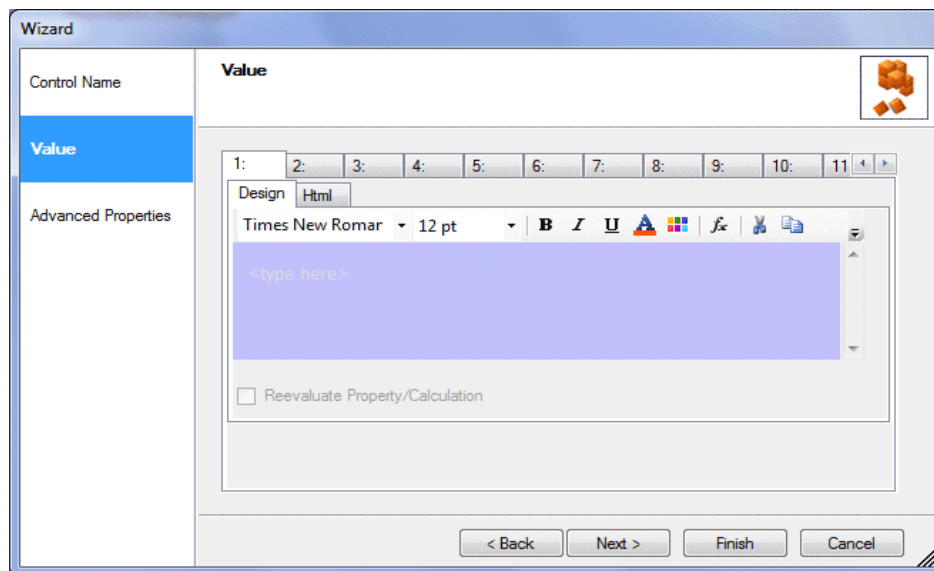 Wizard
Control Name
Value
Advanced Properties
Value
1: 2: 3: 4: 5: 6: 7: 8: 9: 10: 11
Design Html
Times New Romar 12 pt B I U A fx
<type here>
Reevaluate Property/Calculation
< Back Next > Finish Cancel